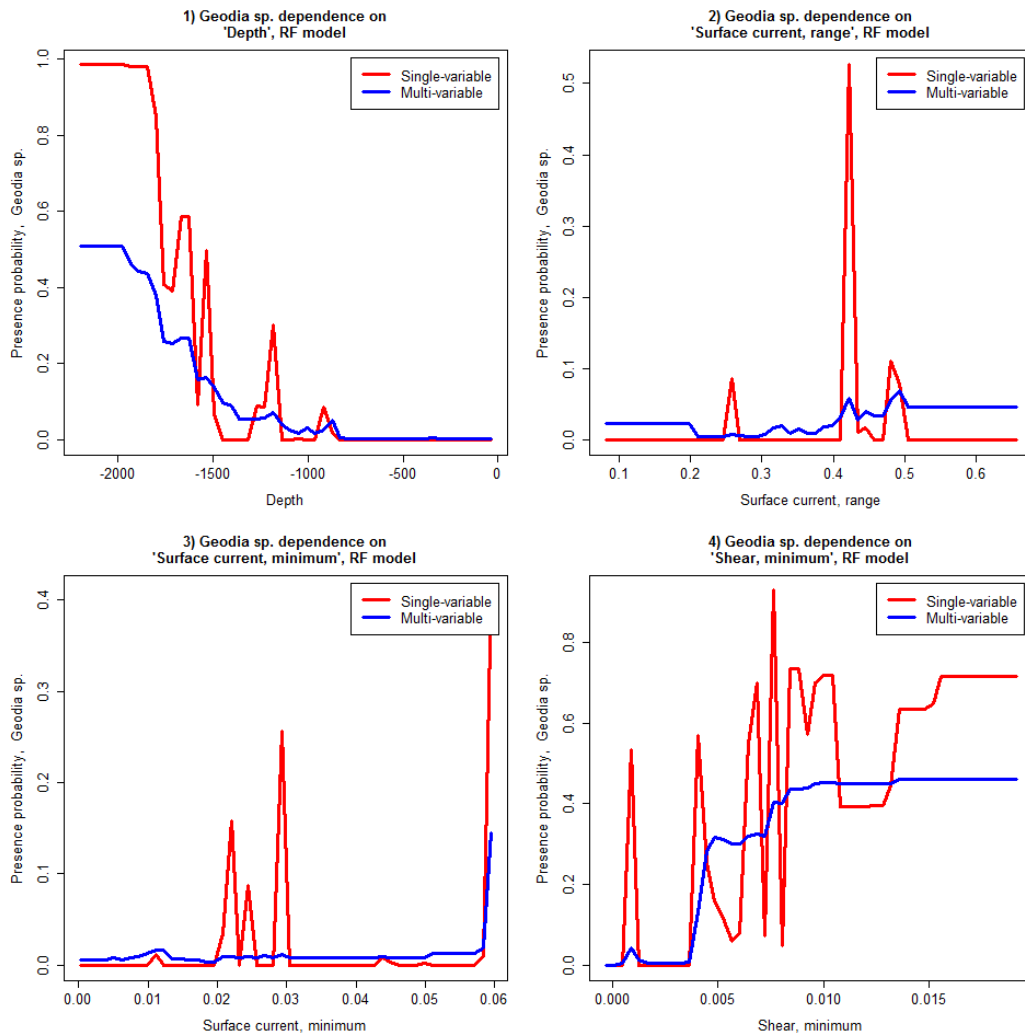 1) Geodia sp. dependence on
'Depth', RF model
Single-variable
Multi-variable
Presence probability, Geodia sp.
1.0
0.8
0.6
0.4
0.2
0.0
-2000
-1500
-1000
-500
0
Depth
2) Geodia sp. dependence on
'Surface current, range', RF model
Single-variable
Multi-variable
Presence probability, Geodia sp.
0.5
0.4
0.3
0.2
0.1
0.0
0.1
0.2
0.3
0.4
0.5
0.6
Surface current, range
3) Geodia sp. dependence on
'Surface current, minimum', RF model
Single-variable
Multi-variable
Presence probability, Geodia sp.
0.4
0.3
0.2
0.1
0.0
0.00
0.01
0.02
0.03
0.04
0.05
0.06
Surface current, minimum
4) Geodia sp. dependence on
'Shear, minimum', RF model
Single-variable
Multi-variable
Presence probability, Geodia sp.
0.8
0.6
0.4
0.2
0.0
0.000
0.005
0.010
0.015
Shear, minimum